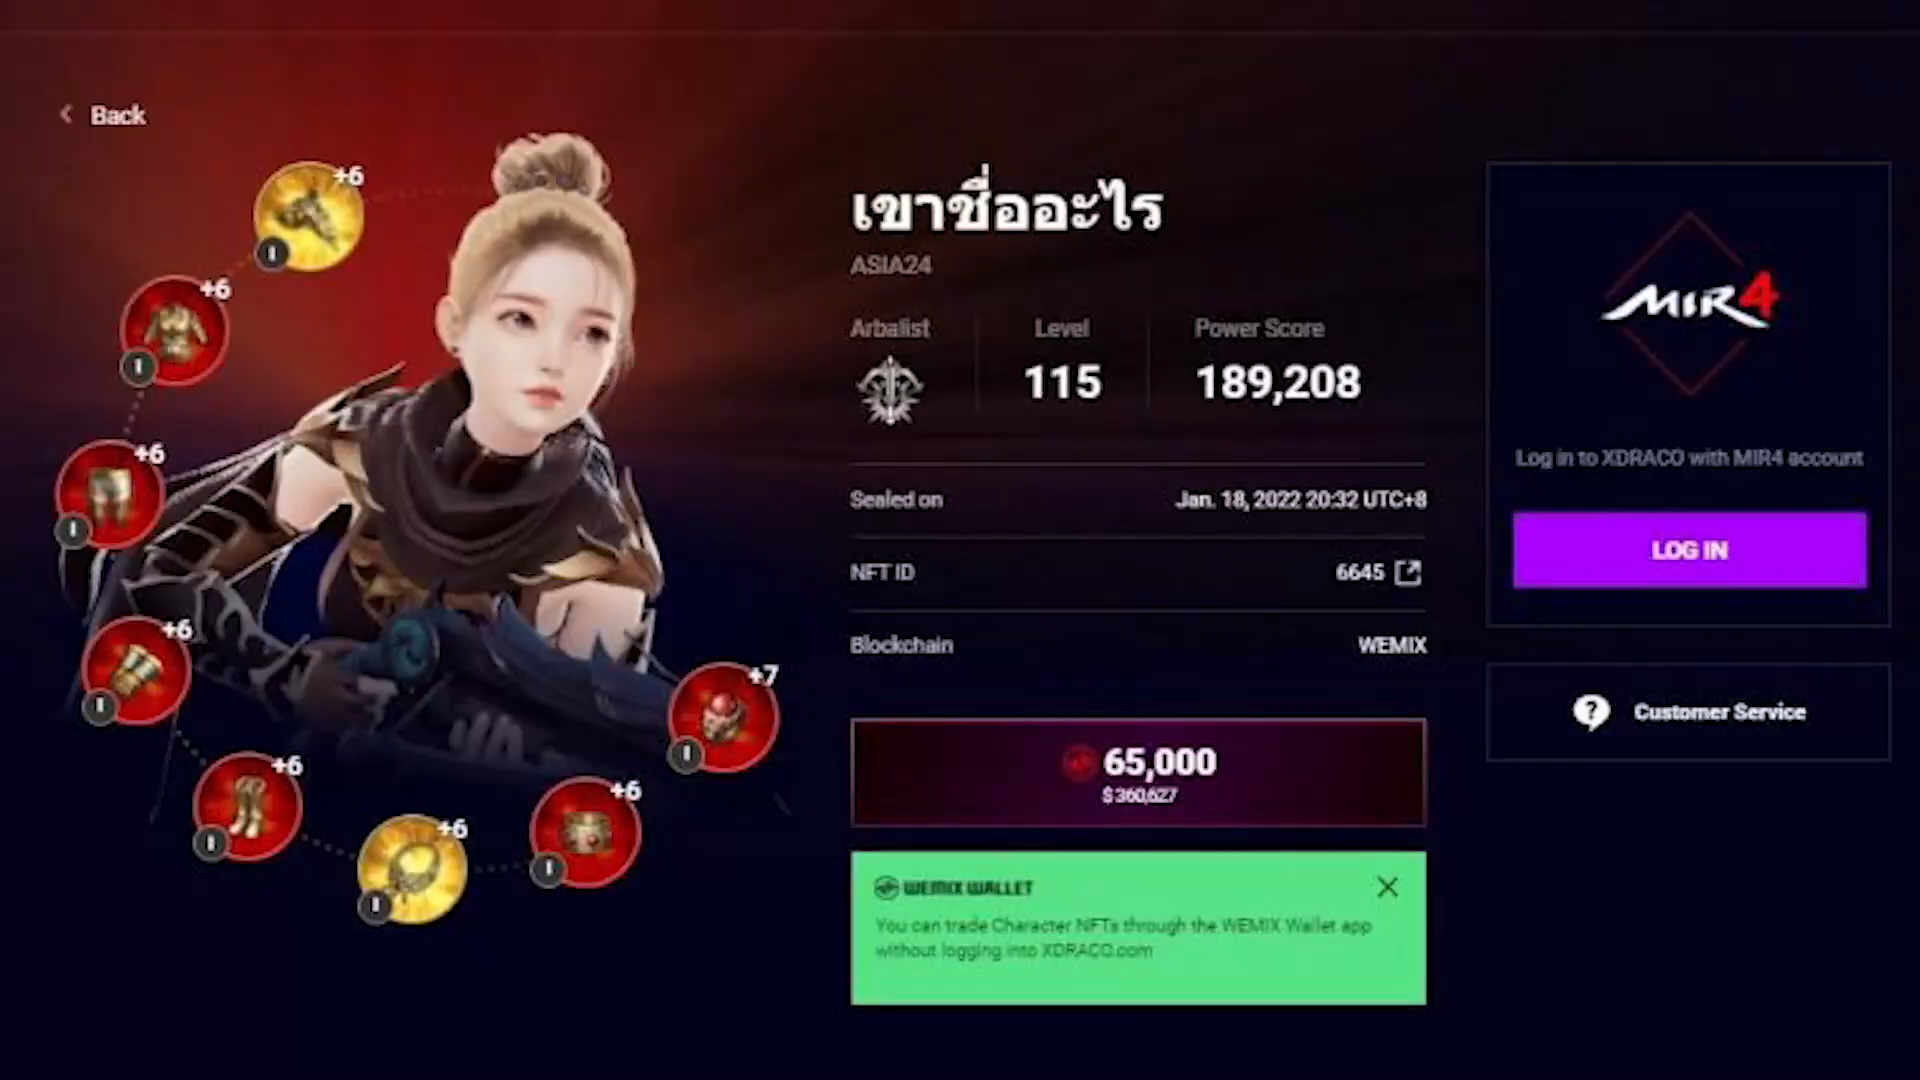 Back
+6
I
+6
I
+6
I
+6
I
+6
I
+6
I
+6
I
+7
I
เขาชื่ออะไร
ASIA24
Arbalist
Level
Power Score
115
189,208
Sealed on
Jan. 18, 2022 20:32 UTC+8
NFT ID
6645
Blockchain
WEMIX
65,000
$ 360,627
WEMIX WALLET
You can trade Character NFTs through the WEMIX Wallet app
without logging into XDRACO.com
MIR4
Log in to XDRACO with MIR4 account
LOG IN
? Customer Service